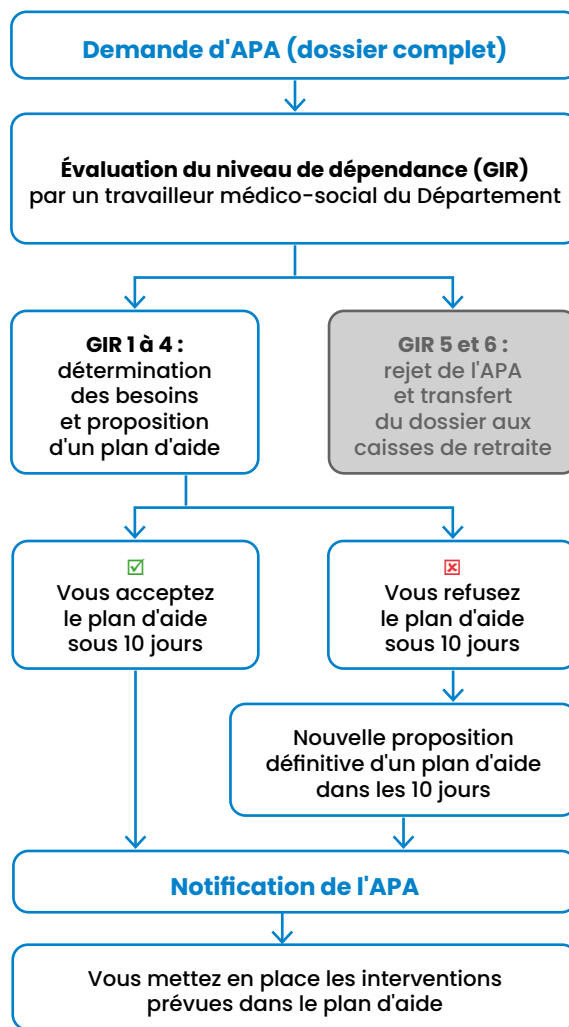 Demande d'APA (dossier complet)
Évaluation du niveau de dépendance (GIR)
par un travailleur médico-social du Département
GIR 1 à 4 :
détermination
des besoins
et proposition
d'un plan d'aide
GIR 5 et 6 :
rejet de l'APA
et transfert
du dossier aux
caisses de retraite
Vous acceptez
le plan d'aide
sous 10 jours
Vous refusez
le plan d'aide
sous 10 jours
Nouvelle proposition
définitive d'un plan d'aide
dans les 10 jours
Notification de l'APA
Vous mettez en place les interventions
prévues dans le plan d'aide